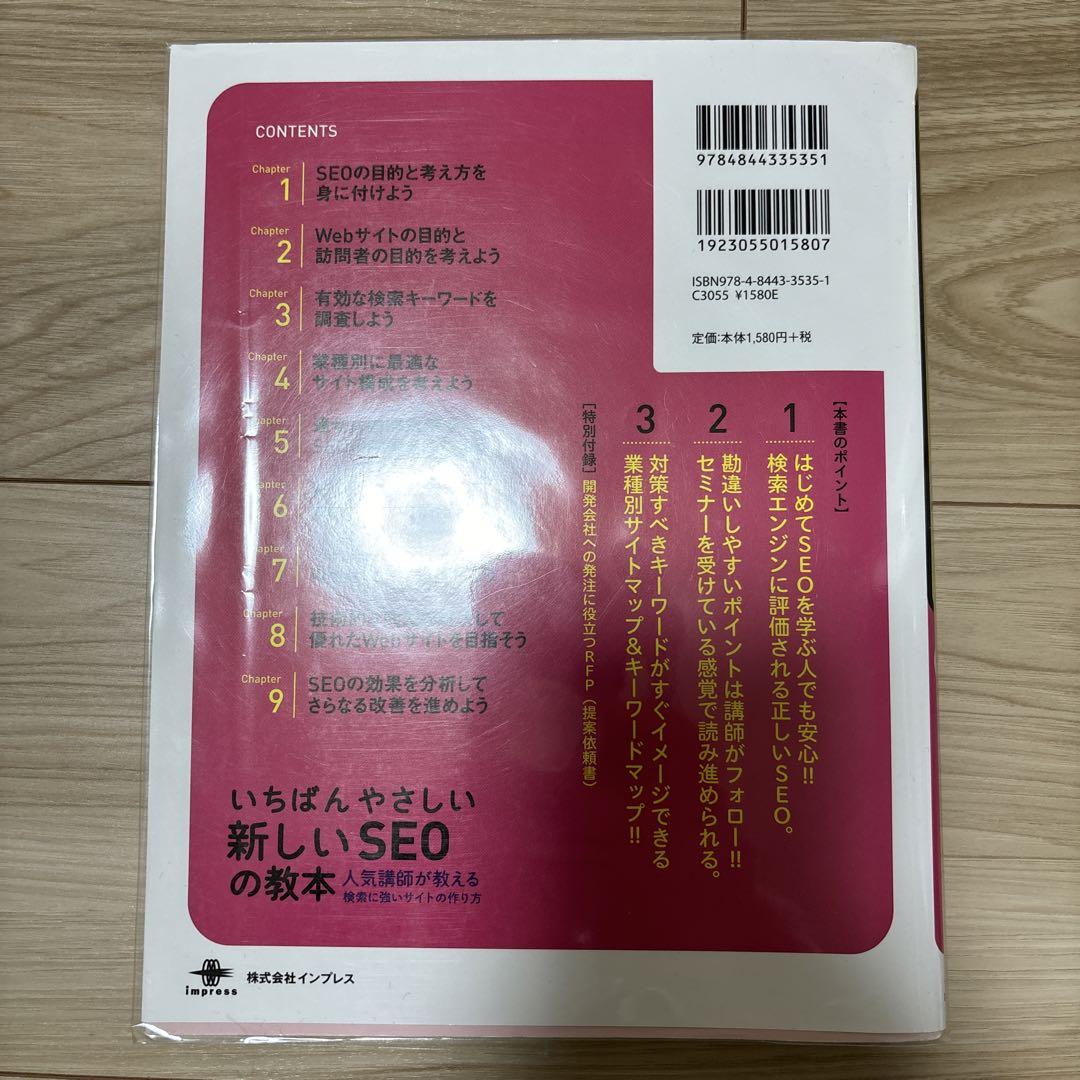 CONTENTS
Chapter
1
SEOの目的と考え方を
身に付けよう
Chapter
2
Webサイトの目的と
訪問者の目的を考えよう
Chapter
3
有効な検索キーワードを
調査しよう
Chapter
4
業種別に最適な
サイト構成を考えよう
Chapter
5
6
7
Chapter
8
して
優れたWebサイトを目指そう
Chapter
9
SEOの効果を分析して
さらなる改善を進めよう
9784844335351
1923055015807
ISBN978-4-8443-3535-1
C3055 ¥1580E
定価:本体1,580円+税
【本書のポイント】
1
はじめてSEOを学ぶ人でも安心!!
検索エンジンに評価される正しいSEO。
2
勘違いしやすいポイントは講師がフォロー!!
セミナーを受けている感覚で読み進められる。
3
対策すべきキーワードがすぐイメージできる
業種別サイトマップ&キーワードマップ!!
【特別付録】開発会社への発注に役立つRFP(提案依頼書)
いちばんやさしい
新しいSEO
の教本
人気講師が教える
検索に強いサイトの作り方
impress
株式会社インプレス